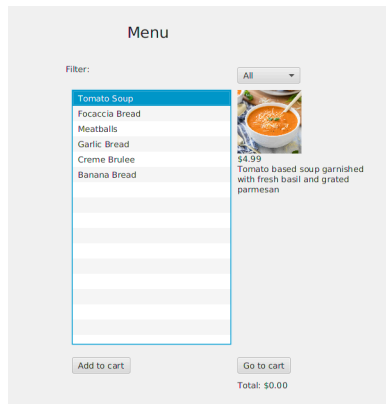 Menu
Filter:
All
Tomato Soup
Focaccia Bread
Meatballs
Garlic Bread
Creme Brulee
Banana Bread
$4.99
Tomato based soup garnished
with fresh basil and grated
parmesan
Add to cart
Go to cart
Total: $0.00